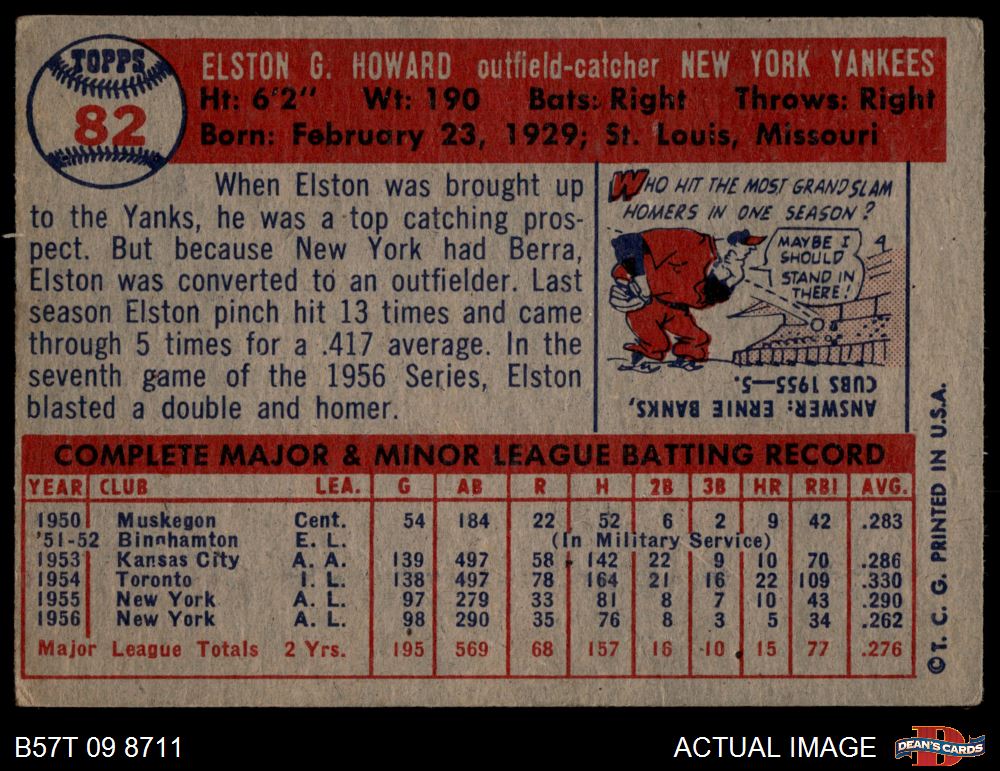 TOPPS
82
ELSTON G. HOWARD outfield-catcher NEW YORK YANKEES
Ht: 6'2" Wt: 190 Bats: Right Throws: Right
Born: February 23, 1929; St. Louis, Missouri
When Elston was brought up
to the Yanks, he was a top catching pros-
pect. But because New York had Berra,
Elston was converted to an outfielder. Last
season Elston pinch hit 13 times and came
through 5 times for a .417 average. In the
seventh game of the 1956 Series, Elston
blasted a double and homer.
WHO HIT THE MOST GRAND SLAM
HOMERS IN ONE SEASON?
MAYBE I
SHOULD
STAND IN
THERE!
ANSWER: ERNIE BANKS,
CUBS 1955—5.
COMPLETE MAJOR & MINOR LEAGUE BATTING RECORD
YEAR CLUB LEA. G AB R H 2B 3B HR RBI AVG.
1950 Muskegon Cent. 54 184 22 52 6 2 9 42 .283
'51-52 Binghamton E. L. (In Military Service)
1953 Kansas City A. A. 139 497 58 142 22 9 10 70 .286
1954 Toronto I. L. 138 497 78 164 21 16 22 109 .330
1955 New York A. L. 97 279 33 81 8 7 10 43 .290
1956 New York A. L. 98 290 35 76 8 3 5 34 .262
Major League Totals 2 Yrs. 195 569 68 157 16 10 15 77 .276
© T. C. G. PRINTED IN U.S.A.
B57T 09 8711
ACTUAL IMAGE
DEAN'S CARDS